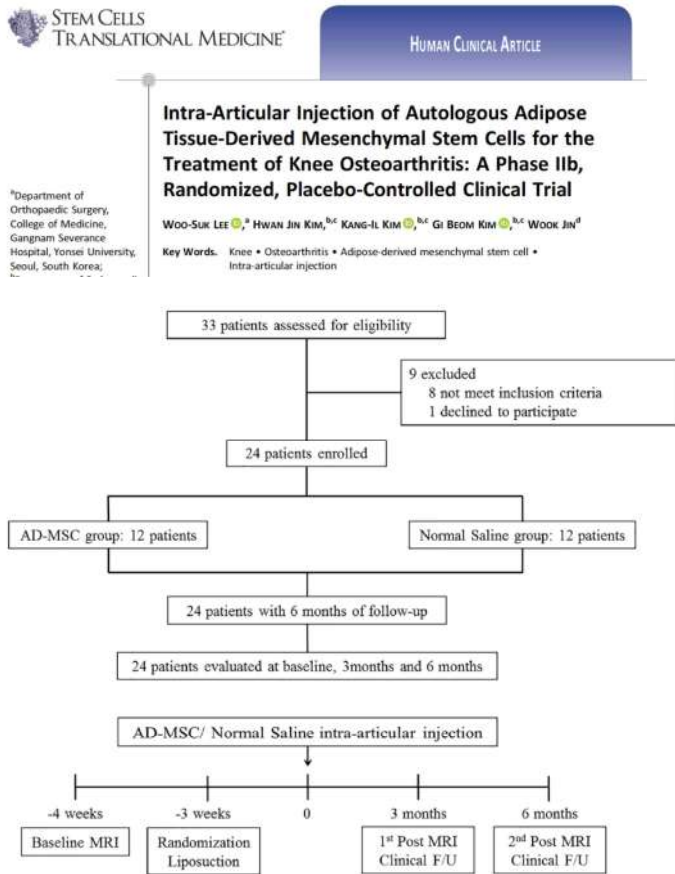 STEM CELLS
TRANSLATIONAL MEDICINE®
HUMAN CLINICAL ARTICLE
Intra-Articular Injection of Autologous Adipose
Tissue-Derived Mesenchymal Stem Cells for the
Treatment of Knee Osteoarthritis: A Phase IIb,
Randomized, Placebo-Controlled Clinical Trial
aDepartment of
Orthopaedic Surgery,
College of Medicine,
Gangnam Severance
Hospital, Yonsei University,
Seoul, South Korea;
WOO-SUK LEE,a HWAN JIN KIM,b,c KANG-IL KIM,b,c GI BEOM KIM,b,c WOOK JINd
Key Words. Knee • Osteoarthritis • Adipose-derived mesenchymal stem cell •
Intra-articular injection
33 patients assessed for eligibility
9 excluded
8 not meet inclusion criteria
1 declined to participate
24 patients enrolled
AD-MSC group: 12 patients
Normal Saline group: 12 patients
24 patients with 6 months of follow-up
24 patients evaluated at baseline, 3months and 6 months
AD-MSC/ Normal Saline intra-articular injection
-4 weeks
-3 weeks
0
3 months
6 months
Baseline MRI
Randomization
Liposuction
1st Post MRI
Clinical F/U
2nd Post MRI
Clinical F/U